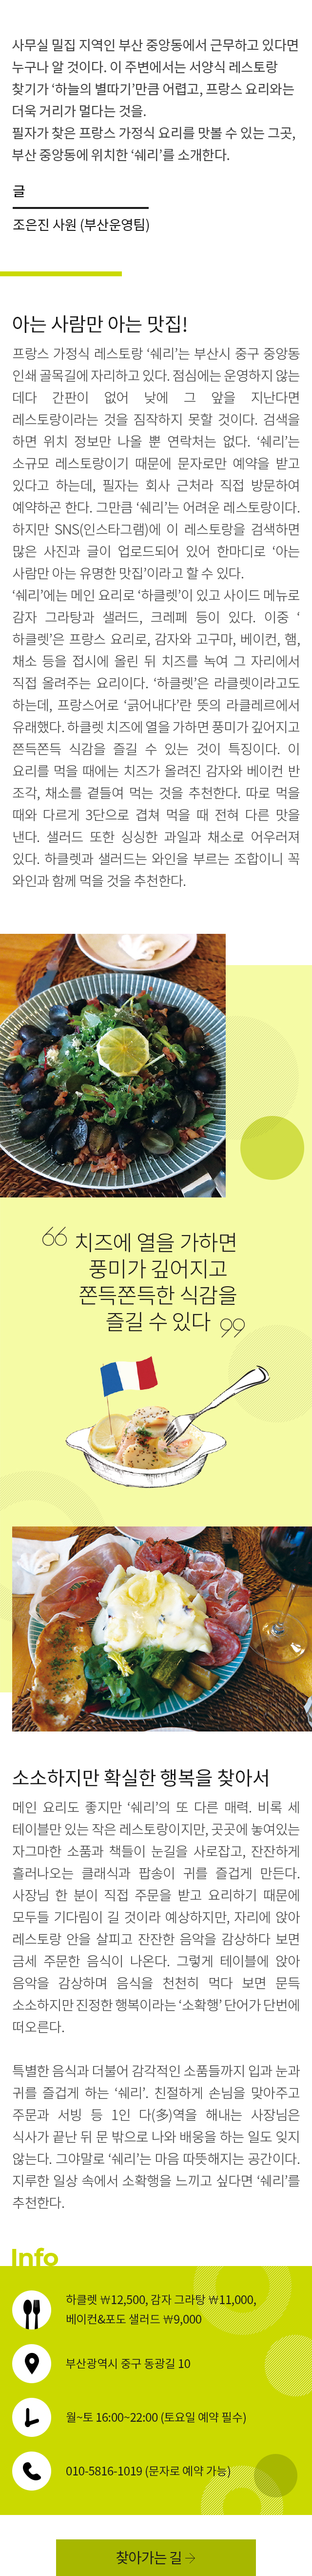 사무실 밀집 지역인 부산 중앙동에서 근무하고 있다면
누구나 알 것이다. 이 주변에서는 서양식 레스토랑
찾기가 ‘하늘의 별따기’만큼 어렵고, 프랑스 요리와는
더욱 거리가 멀다는 것을.
필자가 찾은 프랑스 가정식 요리를 맛볼 수 있는 그곳,
부산 중앙동에 위치한 ‘쉐리’를 소개한다.
글
조은진 사원 (부산운영팀)
아는 사람만 아는 맛집!
프랑스 가정식 레스토랑 ‘쉐리’는 부산시 중구 중앙동
인쇄 골목길에 자리하고 있다. 점심에는 운영하지 않는
데다 간판이 없어 낮에 그 앞을 지난다면
레스토랑이라는 것을 짐작하지 못할 것이다. 검색을
하면 위치 정보만 나올 뿐 연락처는 없다. ‘쉐리’는
소규모 레스토랑이기 때문에 문자로만 예약을 받고
있다고 하는데, 필자는 회사 근처라 직접 방문하여
예약하곤 한다. 그만큼 ‘쉐리’는 어려운 레스토랑이다.
하지만 SNS(인스타그램)에 이 레스토랑을 검색하면
많은 사진과 글이 업로드되어 있어 한마디로 ‘아는
사람만 아는 유명한 맛집’이라고 할 수 있다.
‘쉐리’에는 메인 요리로 ‘하클렛’이 있고 사이드 메뉴로
감자 그라탕과 샐러드, 크레페 등이 있다. 이중 ‘
하클렛’은 프랑스 요리로, 감자와 고구마, 베이컨, 햄,
채소 등을 접시에 올린 뒤 치즈를 녹여 그 자리에서
직접 올려주는 요리이다. ‘하클렛’은 라클렛이라고도
하는데, 프랑스어로 ‘긁어내다’란 뜻의 라클레르에서
유래했다. 하클렛 치즈에 열을 가하면 풍미가 깊어지고
쫀득쫀득 식감을 즐길 수 있는 것이 특징이다. 이
요리를 먹을 때에는 치즈가 올려진 감자와 베이컨 반
조각, 채소를 곁들여 먹는 것을 추천한다. 따로 먹을
때와 다르게 3단으로 겹쳐 먹을 때 전혀 다른 맛을
낸다. 샐러드 또한 싱싱한 과일과 채소로 어우러져
있다. 하클렛과 샐러드는 와인을 부르는 조합이니 꼭
와인과 함께 먹을 것을 추천한다.
“ 치즈에 열을 가하면
풍미가 깊어지고
쫀득쫀득한 식감을
즐길 수 있다 ”
소소하지만 확실한 행복을 찾아서
메인 요리도 좋지만 ‘쉐리’의 또 다른 매력. 비록 세
테이블만 있는 작은 레스토랑이지만, 곳곳에 놓여있는
자그마한 소품과 책들이 눈길을 사로잡고, 잔잔하게
흘러나오는 클래식과 팝송이 귀를 즐겁게 만든다.
사장님 한 분이 직접 주문을 받고 요리하기 때문에
모두들 기다림이 길 것이라 예상하지만, 자리에 앉아
레스토랑 안을 살피고 잔잔한 음악을 감상하다 보면
금세 주문한 음식이 나온다. 그렇게 테이블에 앉아
음악을 감상하며 음식을 천천히 먹다 보면 문득
소소하지만 진정한 행복이라는 ‘소확행’ 단어가 단번에
떠오른다.
특별한 음식과 더불어 감각적인 소품들까지 입과 눈과
귀를 즐겁게 하는 ‘쉐리’. 친절하게 손님을 맞아주고
주문과 서빙 등 1인 다(多)역을 해내는 사장님은
식사가 끝난 뒤 문 밖으로 나와 배웅을 하는 일도 잊지
않는다. 그야말로 ‘쉐리’는 마음 따뜻해지는 공간이다.
지루한 일상 속에서 소확행을 느끼고 싶다면 ‘쉐리’를
추천한다.
Info
하클렛 ₩12,500, 감자 그라탕 ₩11,000,
베이컨&포도 샐러드 ₩9,000
부산광역시 중구 동광길 10
월~토 16:00~22:00 (토요일 예약 필수)
010-5816-1019 (문자로 예약 가능)
찾아가는 길 →